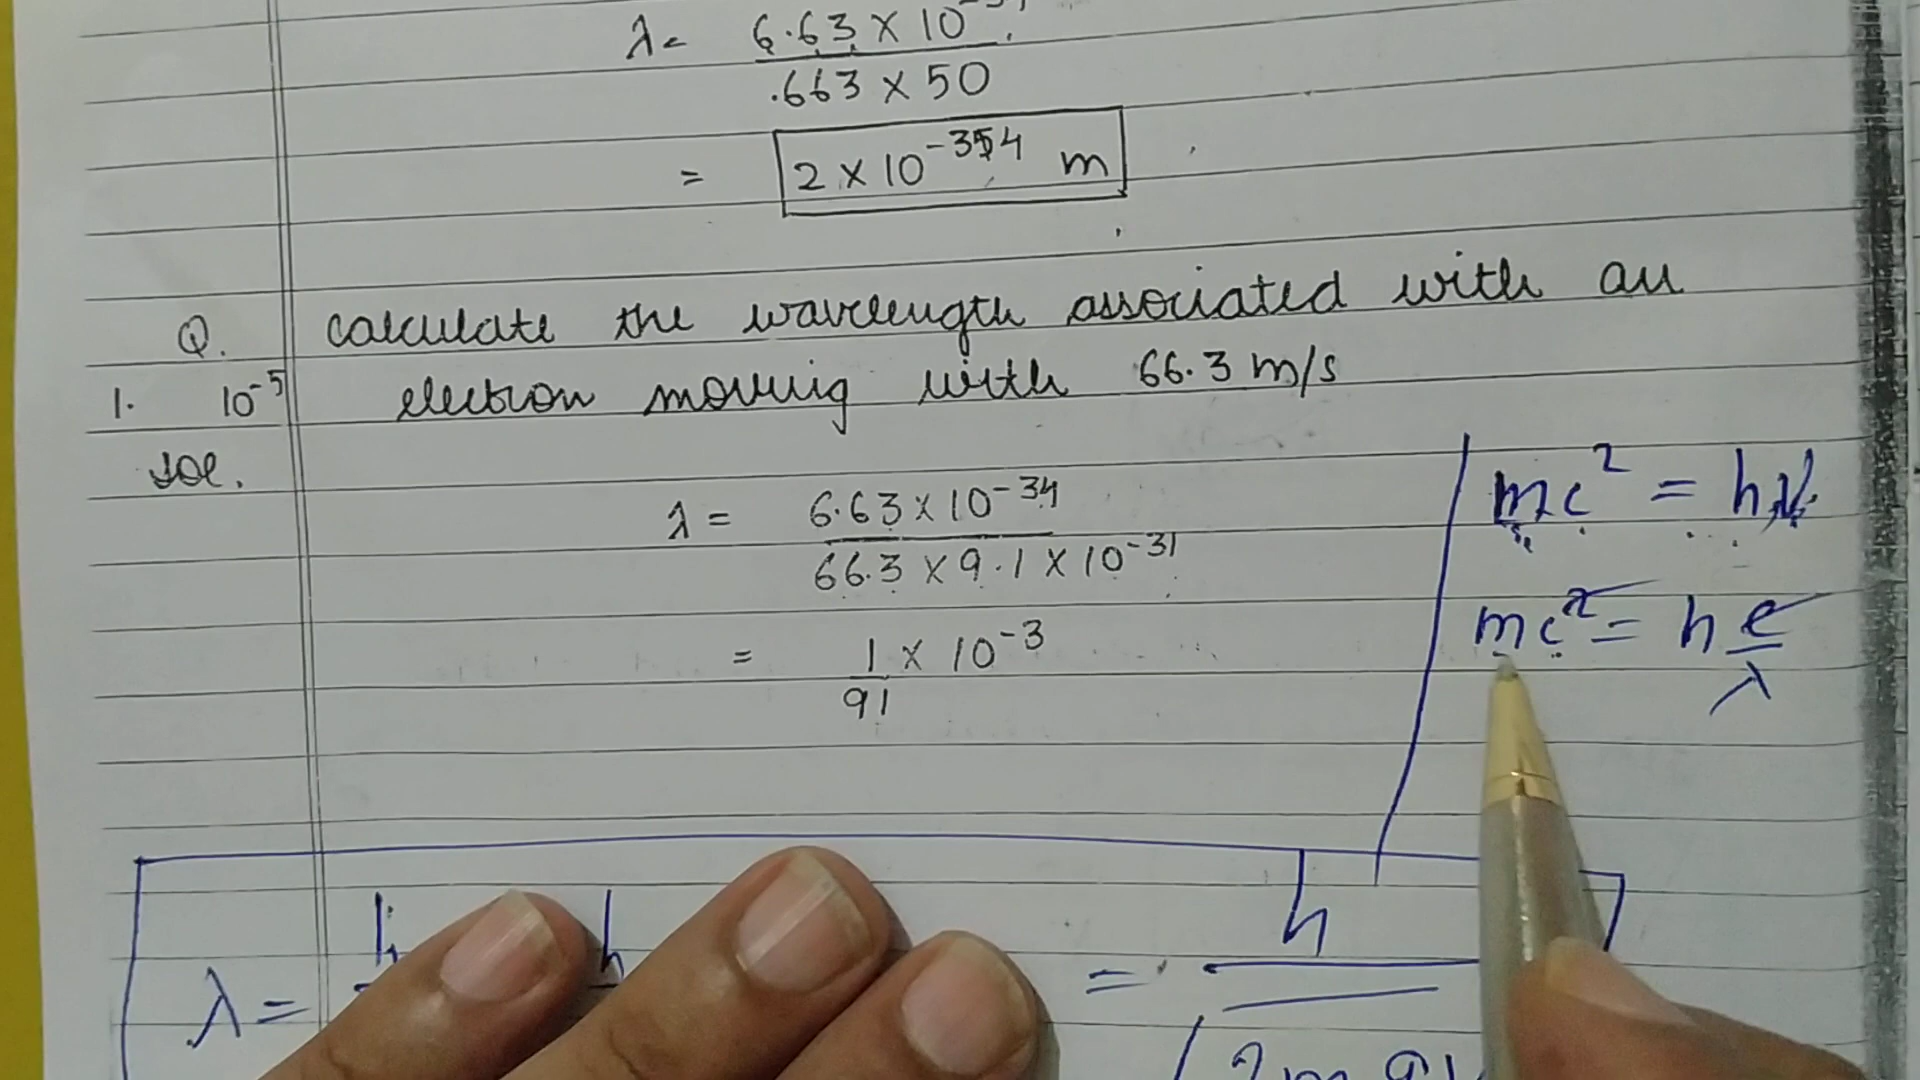 λ = 6.63 × 10
.663 × 50
= 2 × 10^-34 m
Q. calculate the wavelength associated with an
1. 10^-5 electron moving with 66.3 m/s
Sol.
λ = 6.63 × 10^-34
66.3 × 9.1 × 10^-31
= 1 × 10^-3
91
mc² = hν
mc² = h c
λ
h h h
λ = =
2m